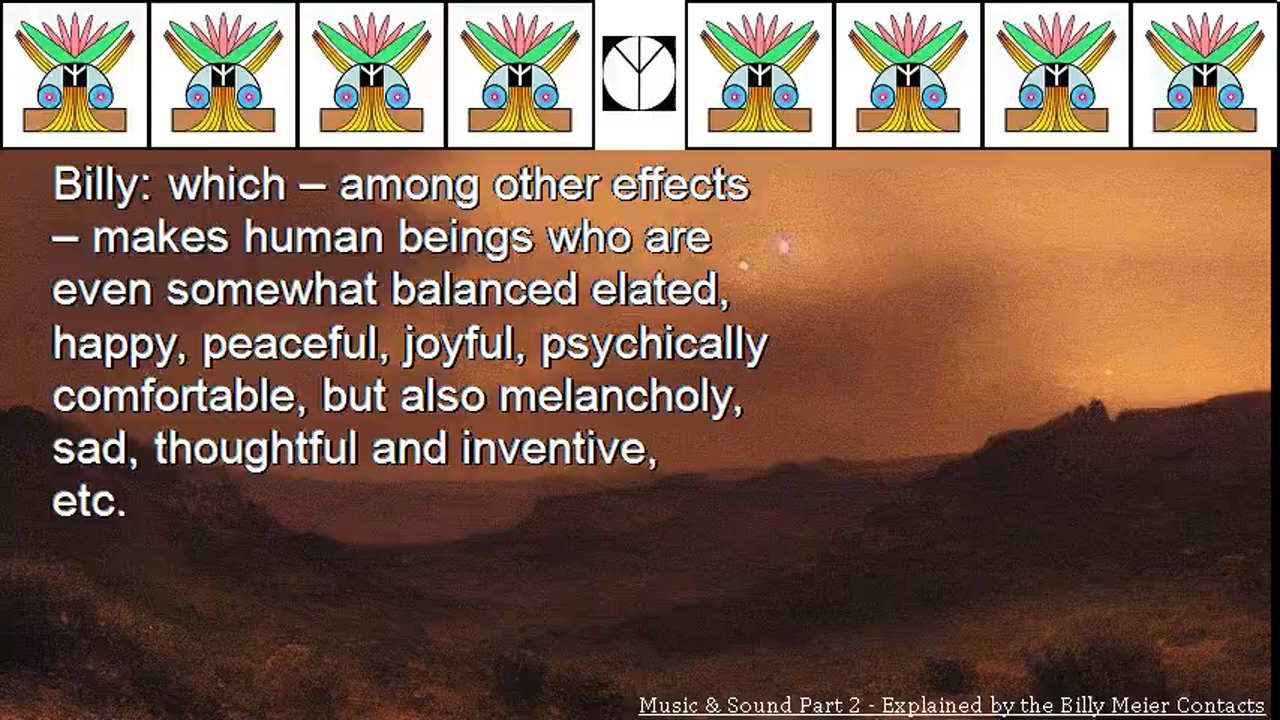 Billy: which – among other effects
– makes human beings who are
even somewhat balanced elated,
happy, peaceful, joyful, psychically
comfortable, but also melancholy,
sad, thoughtful and inventive,
etc.
Music & Sound Part 2 - Explained by the Billy Meier Contacts